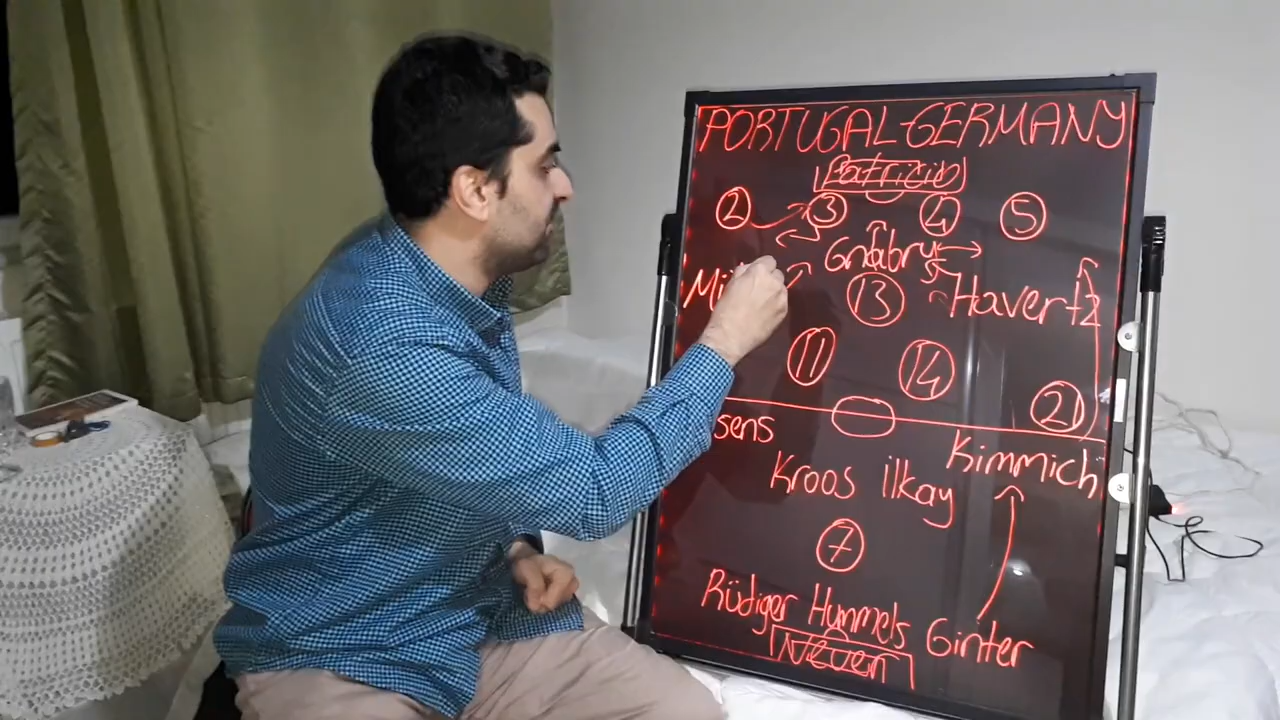 PORTUGAL-GERMANY
Patricio
2 3 4 5
Gnabry
Mü
13 Havertz
11 14
21
sens
Kimmich
Kroos ilkay
7
Rüdiger Hummels Ginter
Neuer